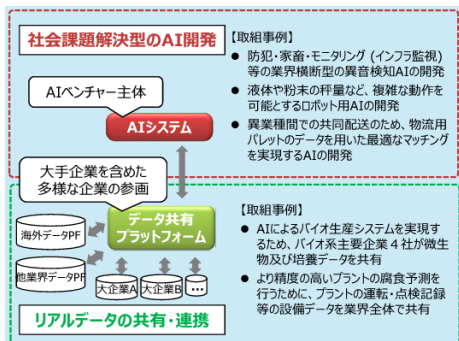 社会課題解決型のAI開発
AIベンチャー主体
AIシステム
【取組事例】
● 防犯・家畜・モニタリング (インフラ監視)
等の業界横断型の異音検知AIの開発
● 液体や粉末の秤量など、複雑な動作を
可能とするロボット用AIの開発
● 異業種間での共同配送のため、物流用
パレットのデータを用いた最適なマッチング
を実現するAIの開発
大手企業を含めた
多様な企業の参画
データ共有
プラットフォーム
海外データPF
他業界データPF
大企業A
大企業B
…
リアルデータの共有・連携
【取組事例】
● AIによるバイオ生産システムを実現す
るため、バイオ系主要企業４社が微生
物及び培養データを共有
● より精度の高いプラントの腐食予測を
行うために、プラントの運転・点検記録
等の設備データを業界全体で共有